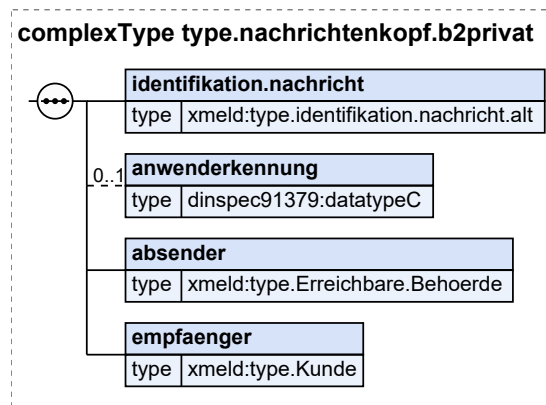 complexType type.nachrichtenkopf.b2privat
identifikation.nachricht
type xmeld:type.identifikation.nachricht.alt
0..1
anwenderkennung
type dinspec91379:datatypeC
absender
type xmeld:type.Erreichbare.Behoerde
empfaenger
type xmeld:type.Kunde